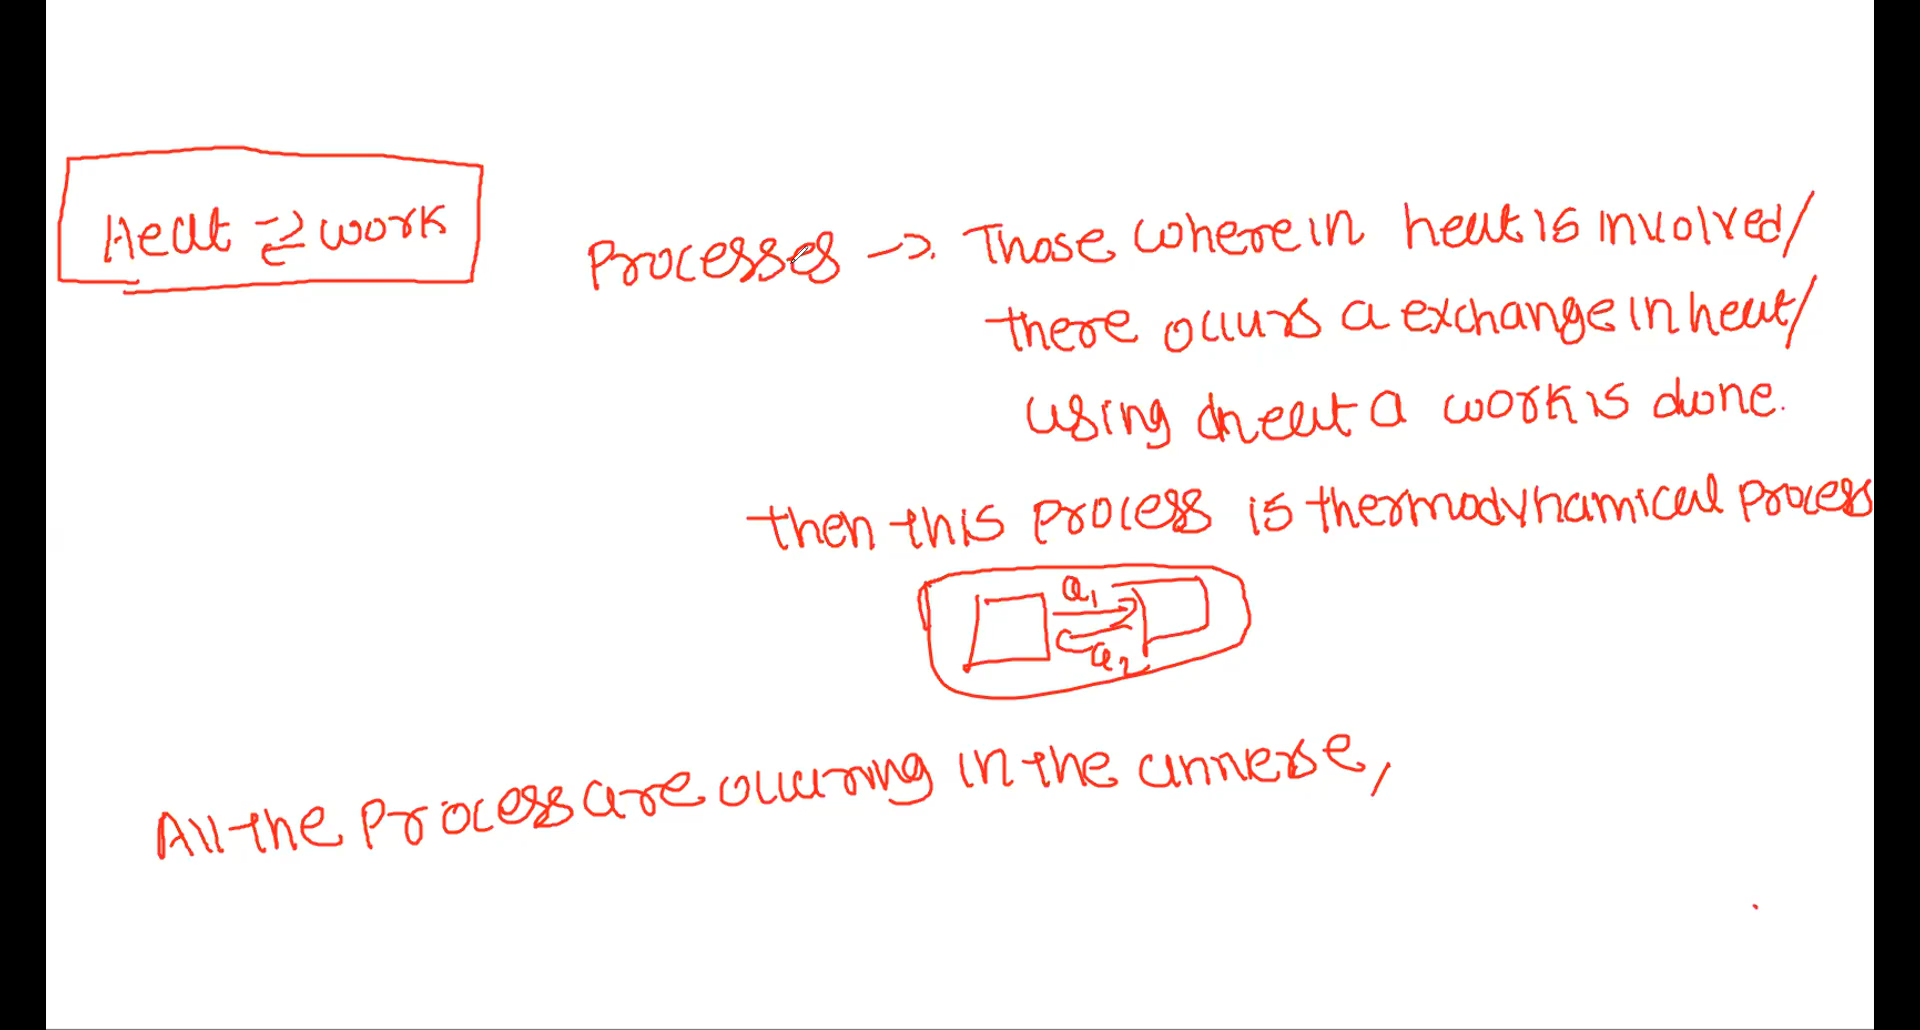 Heat ⇄ work
Processes → Those wherein heat is involved/
there occurs a exchange in heat/
using heat a work is done.
then this process is thermodynamical process
Q1
Q2
All the process are occurring in the universe,